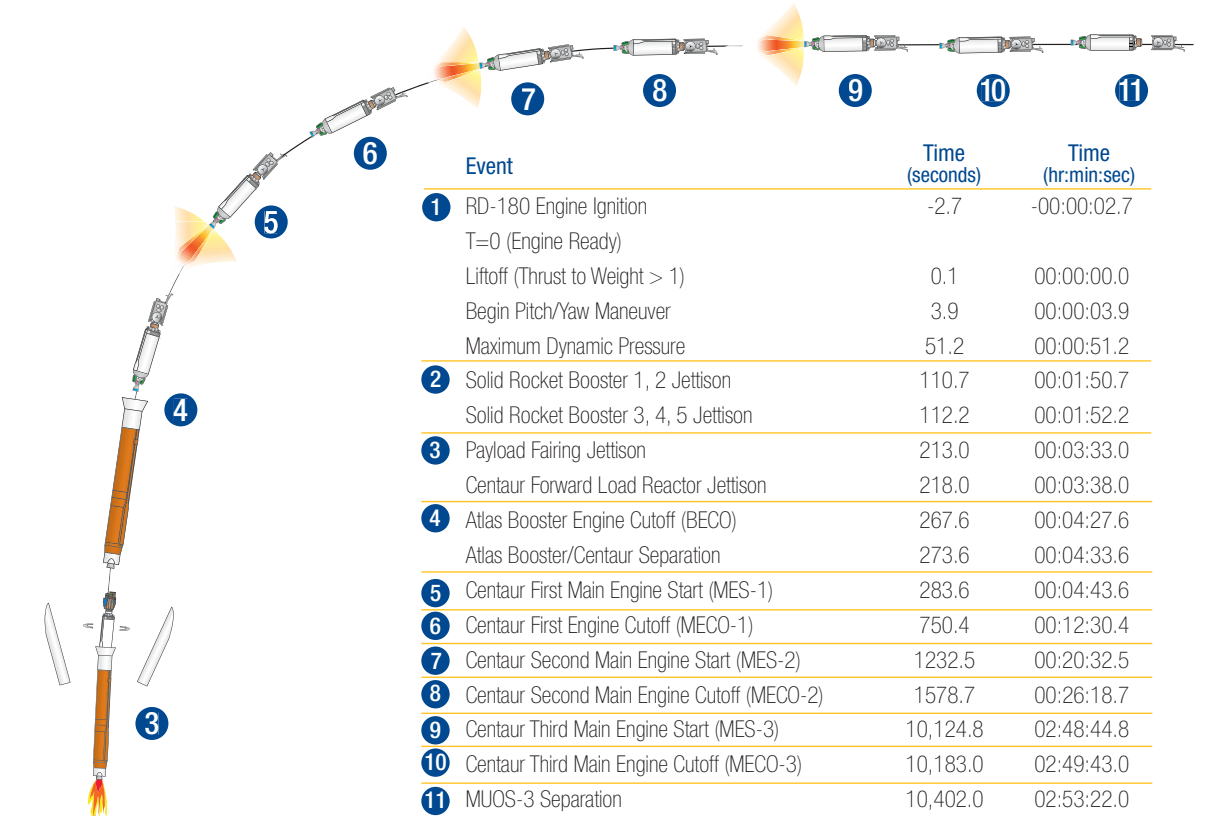 7
8
9
10
11
6
5
4
3
Event Time (seconds) Time (hr:min:sec)
1 RD-180 Engine Ignition -2.7 -00:00:02.7
T=0 (Engine Ready)
Liftoff (Thrust to Weight > 1) 0.1 00:00:00.0
Begin Pitch/Yaw Maneuver 3.9 00:00:03.9
Maximum Dynamic Pressure 51.2 00:00:51.2
2 Solid Rocket Booster 1, 2 Jettison 110.7 00:01:50.7
Solid Rocket Booster 3, 4, 5 Jettison 112.2 00:01:52.2
3 Payload Fairing Jettison 213.0 00:03:33.0
Centaur Forward Load Reactor Jettison 218.0 00:03:38.0
4 Atlas Booster Engine Cutoff (BECO) 267.6 00:04:27.6
Atlas Booster/Centaur Separation 273.6 00:04:33.6
5 Centaur First Main Engine Start (MES-1) 283.6 00:04:43.6
6 Centaur First Engine Cutoff (MECO-1) 750.4 00:12:30.4
7 Centaur Second Main Engine Start (MES-2) 1232.5 00:20:32.5
8 Centaur Second Main Engine Cutoff (MECO-2) 1578.7 00:26:18.7
9 Centaur Third Main Engine Start (MES-3) 10,124.8 02:48:44.8
10 Centaur Third Main Engine Cutoff (MECO-3) 10,183.0 02:49:43.0
11 MUOS-3 Separation 10,402.0 02:53:22.0